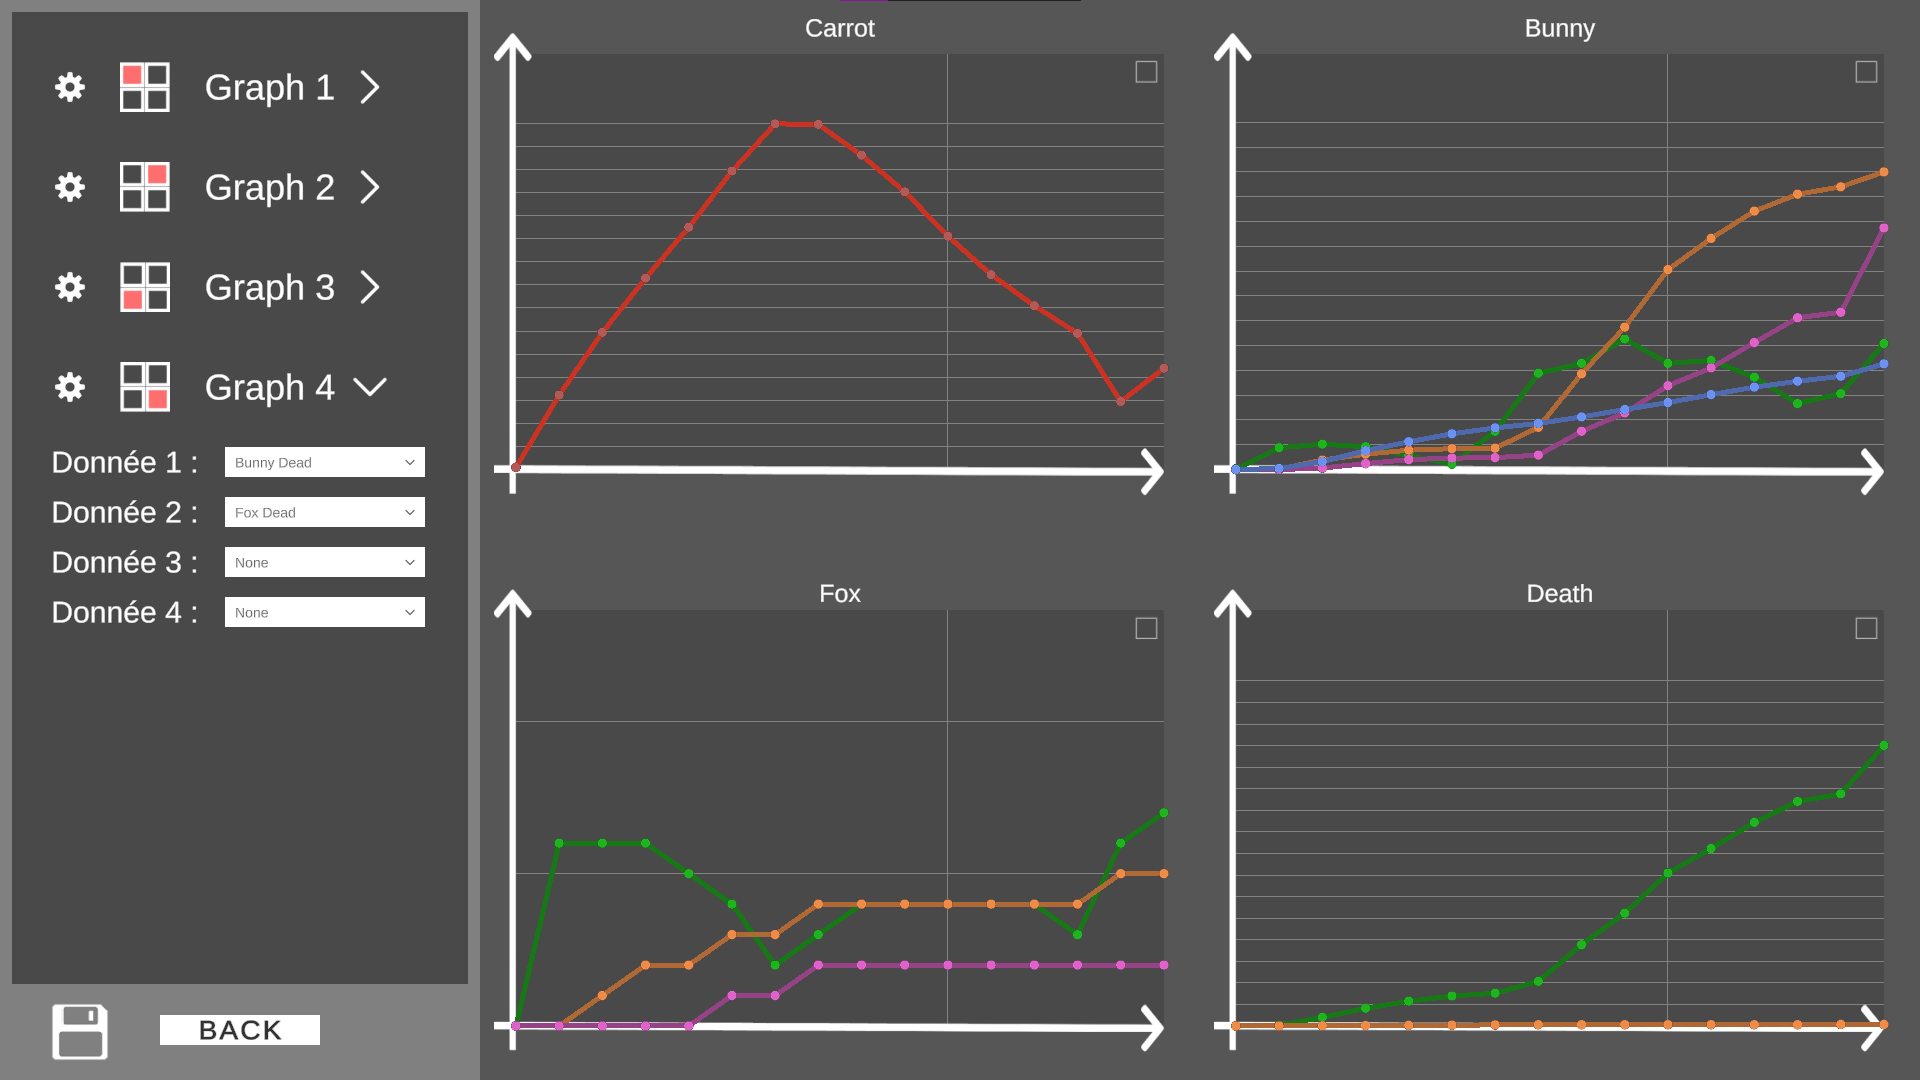 Graph 1
Graph 2
Graph 3
Graph 4
Donnée 1 : Bunny Dead
Donnée 2 : Fox Dead
Donnée 3 : None
Donnée 4 : None
BACK
Carrot
Bunny
Fox
Death